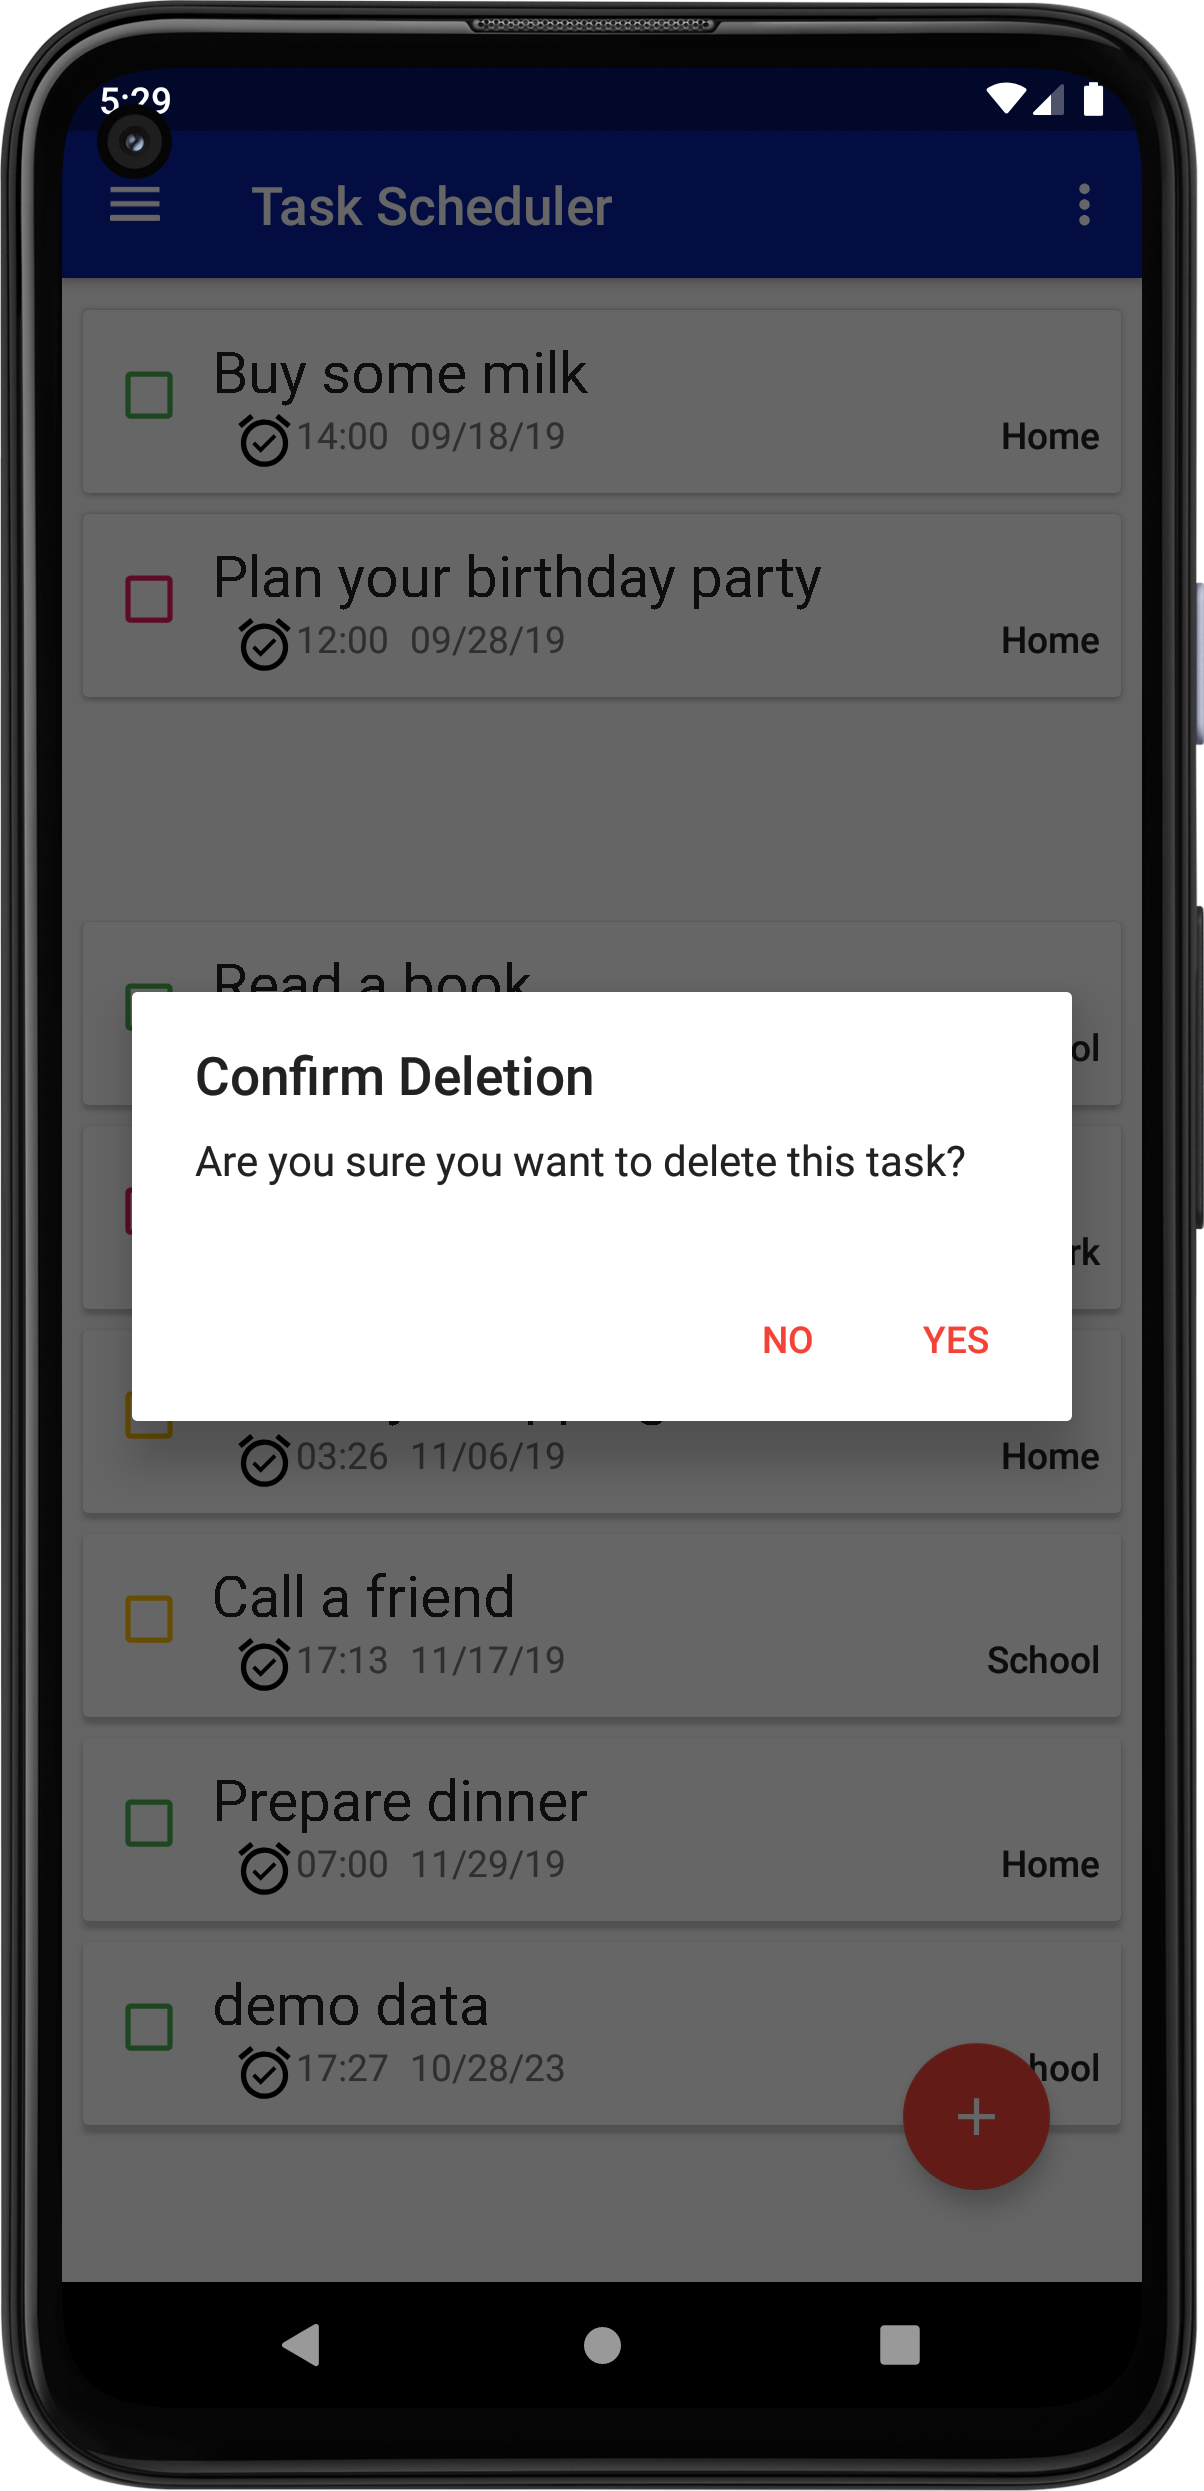 5:29
Task Scheduler
Buy some milk
14:00 09/18/19 Home
Plan your birthday party
12:00 09/28/19 Home
Read a book
Confirm Deletion
Are you sure you want to delete this task?
NO YES
03:26 11/06/19 Home
Call a friend
17:13 11/17/19 School
Prepare dinner
07:00 11/29/19 Home
demo data
17:27 10/28/23 hool